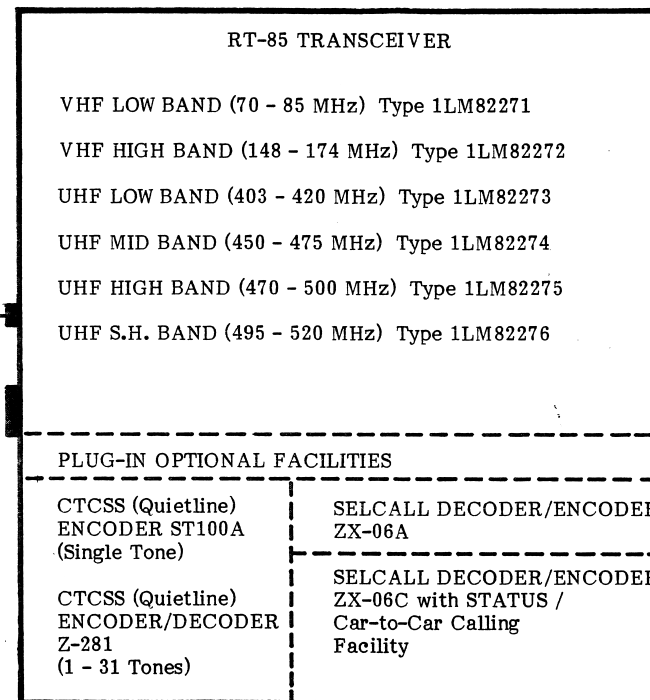 RT-85 TRANSCEIVER
VHF LOW BAND (70 - 85 MHz) Type 1LM82271
VHF HIGH BAND (148 - 174 MHz) Type 1LM82272
UHF LOW BAND (403 - 420 MHz) Type 1LM82273
UHF MID BAND (450 - 475 MHz) Type 1LM82274
UHF HIGH BAND (470 - 500 MHz) Type 1LM82275
UHF S.H. BAND (495 - 520 MHz) Type 1LM82276
PLUG-IN OPTIONAL FACILITIES
CTCSS (Quietline)
ENCODER ST100A
(Single Tone)
CTCSS (Quietline)
ENCODER/DECODER
Z-281
(1 - 31 Tones)
SELCALL DECODER/ENCODER
ZX-06A
SELCALL DECODER/ENCODER
ZX-06C with STATUS /
Car-to-Car Calling
Facility